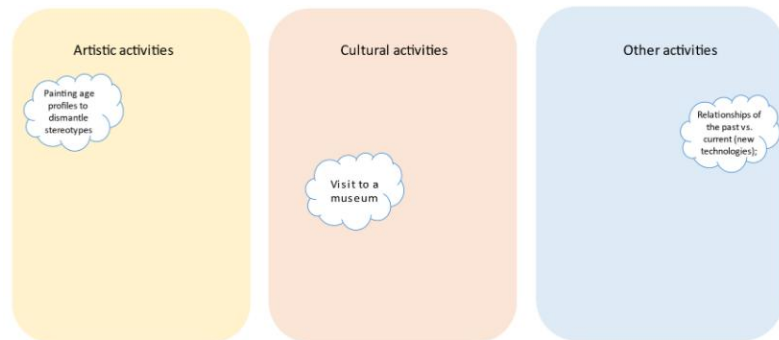 Artistic activities
Painting age
profiles to
dismantle
stereotypes
Cultural activities
Visit to a
museum
Other activities
Relationships of
the past vs.
current (new
technologies);